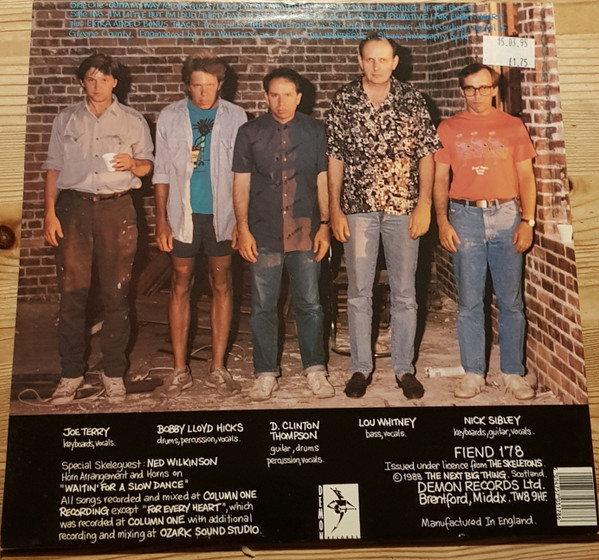 15.03.95
£1.75
JOE TERRY
keyboards, vocals.
BOBBY LLOYD HICKS
drums, percussion, vocals.
D. CLINTON
THOMPSON
guitar, drums
percussion, vocals.
LOU WHITNEY
bass, vocals.
NICK SIBLEY
keyboards, guitar, vocals.
Special Skeleguest: NED WILKINSON
Horn Arrangement and Horns on
"WAITIN' FOR A SLOW DANCE"
All songs recorded and mixed at COLUMN ONE
RECORDING except "FOR EVERY HEART", which
was recorded at COLUMN ONE with additional
recording and mixing at OZARK SOUND STUDIO.
DEMON
RECORDS
FIEND 178
Issued under licence from THE SKELETONS.
© 1988 THE NEXT BIG THING, Scotland.
DEMON RECORDS Ltd.
Brentford, Middx. TW8 9HF.
Manufactured In England.